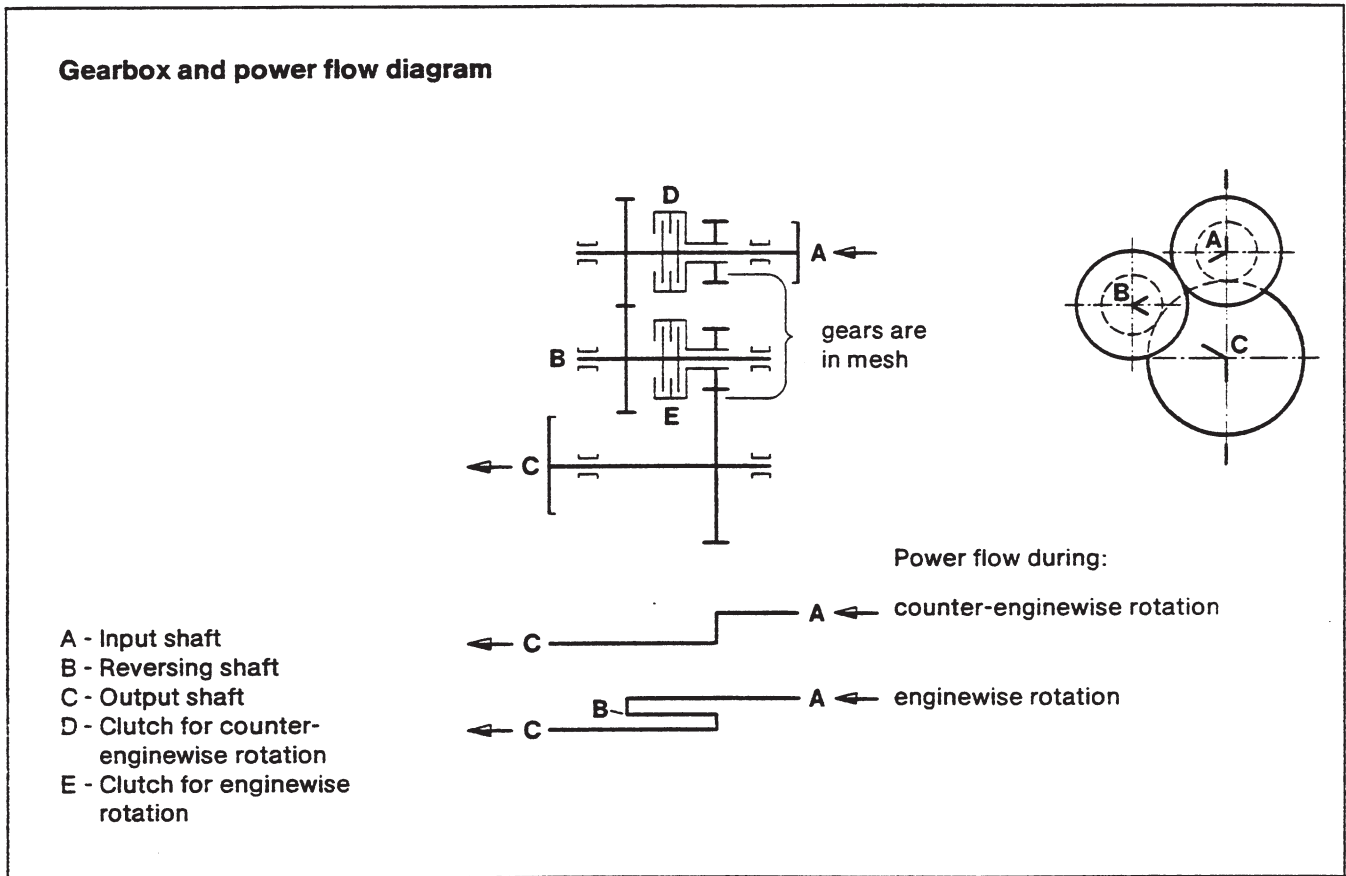 Gearbox and power flow diagram
D
A
gears are
in mesh
B
E
C
A
B
C
Power flow during:
A counter-enginewise rotation
C
A enginewise rotation
B
C
A - Input shaft
B - Reversing shaft
C - Output shaft
D - Clutch for counter-
enginewise rotation
E - Clutch for enginewise
rotation